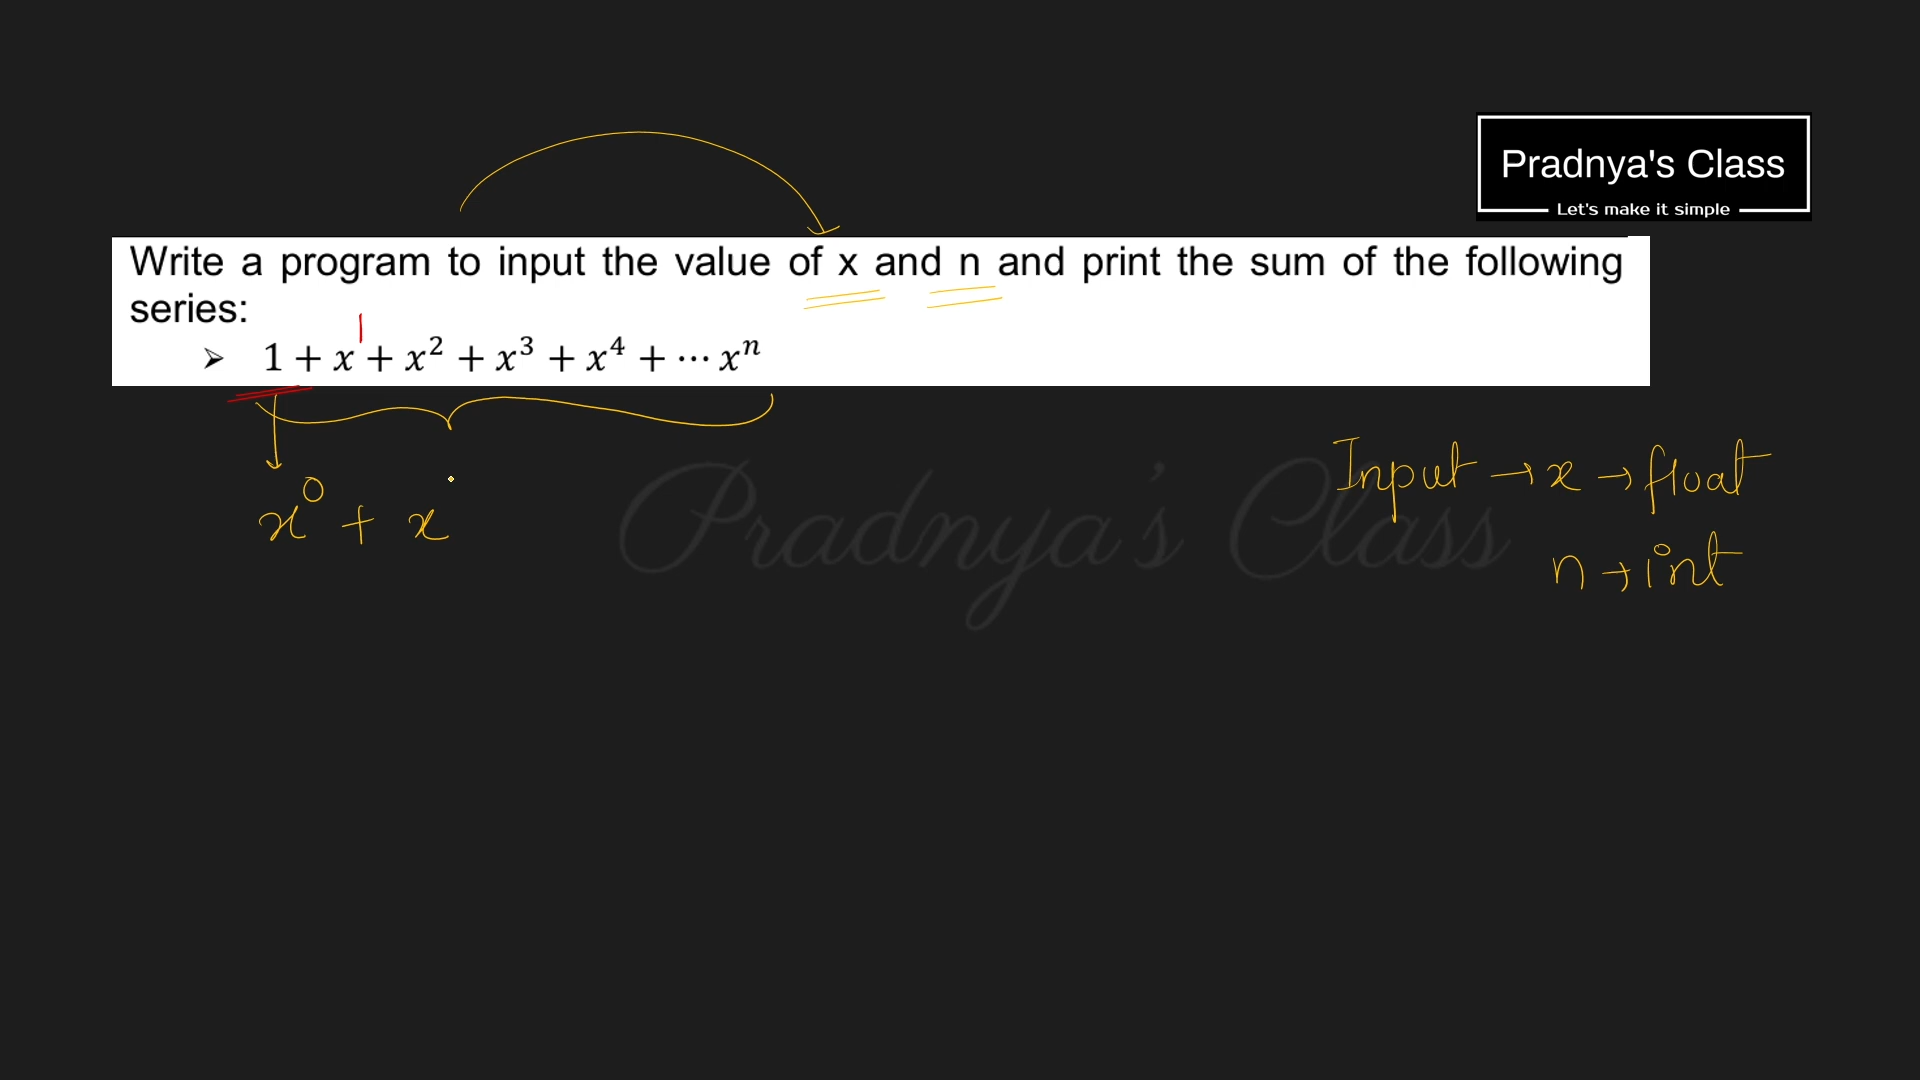 Pradnya's Class
Let's make it simple
Write a program to input the value of x and n and print the sum of the following
series:
➢ 1 + x¹ + x² + x³ + x⁴ + ⋯ xⁿ
Input → x → float
x⁰ + x
n → int
Pradnya's Class